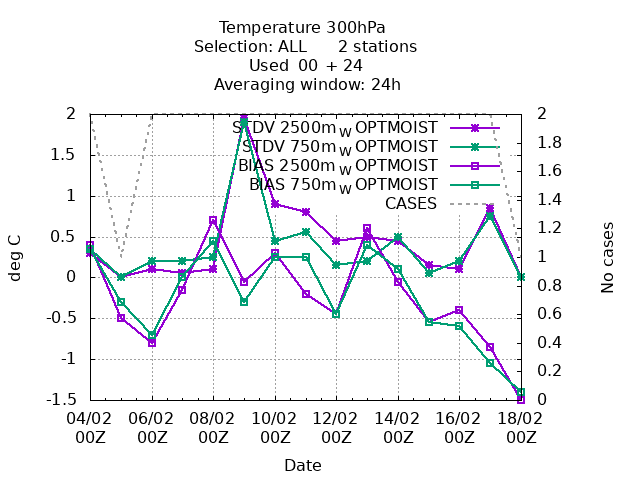 Temperature 300hPa
Selection: ALL 2 stations
Used 00 + 24
Averaging window: 24h
STDV 2500m_W OPTMOIST
STDV 750m_W OPTMOIST
BIAS 2500m_W OPTMOIST
BIAS 750m_W OPTMOIST
CASES
2
1.5
1
0.5
0
-0.5
-1
-1.5
deg C
2
1.8
1.6
1.4
1.2
1
0.8
0.6
0.4
0.2
0
No cases
04/02 06/02 08/02 10/02 12/02 14/02 16/02 18/02
00Z 00Z 00Z 00Z 00Z 00Z 00Z 00Z
Date